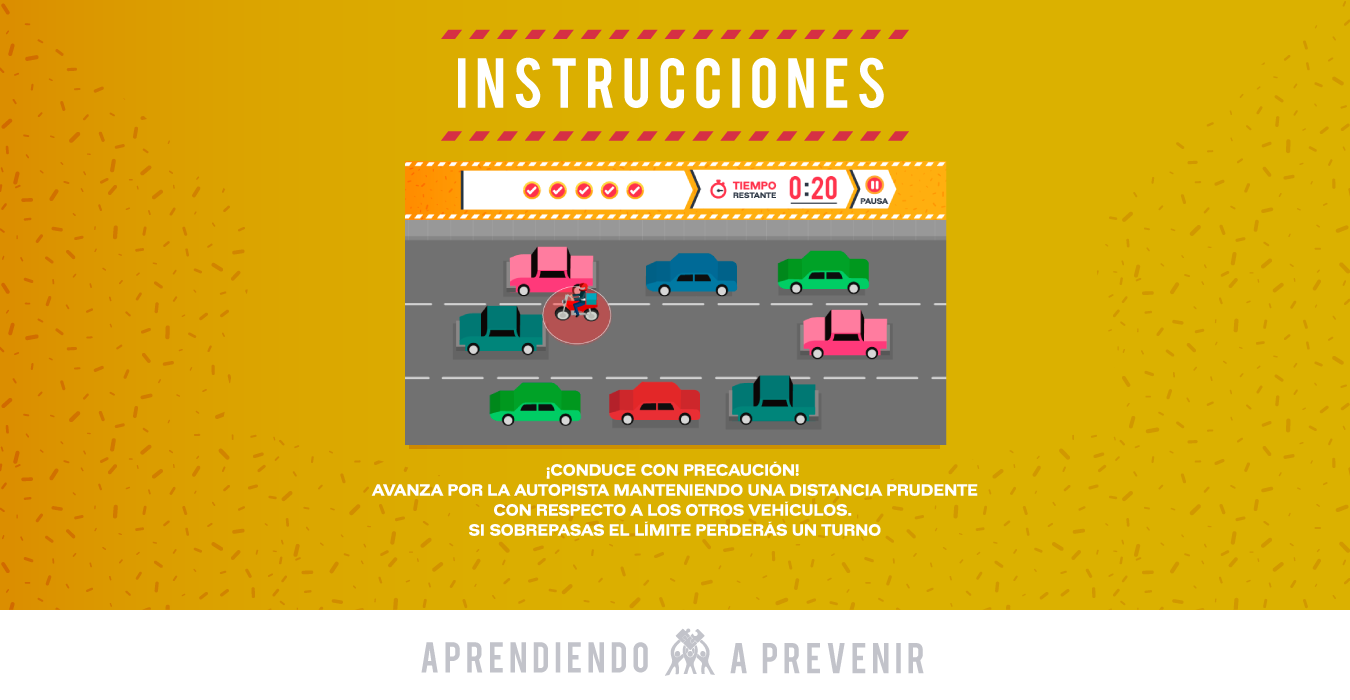 INSTRUCCIONES
TIEMPO
RESTANTE
0:20
PAUSA
¡CONDUCE CON PRECAUCIÓN!
AVANZA POR LA AUTOPISTA MANTENIENDO UNA DISTANCIA PRUDENTE
CON RESPECTO A LOS OTROS VEHÍCULOS.
SI SOBREPASAS EL LÍMITE PERDERÁS UN TURNO
APRENDIENDO A PREVENIR